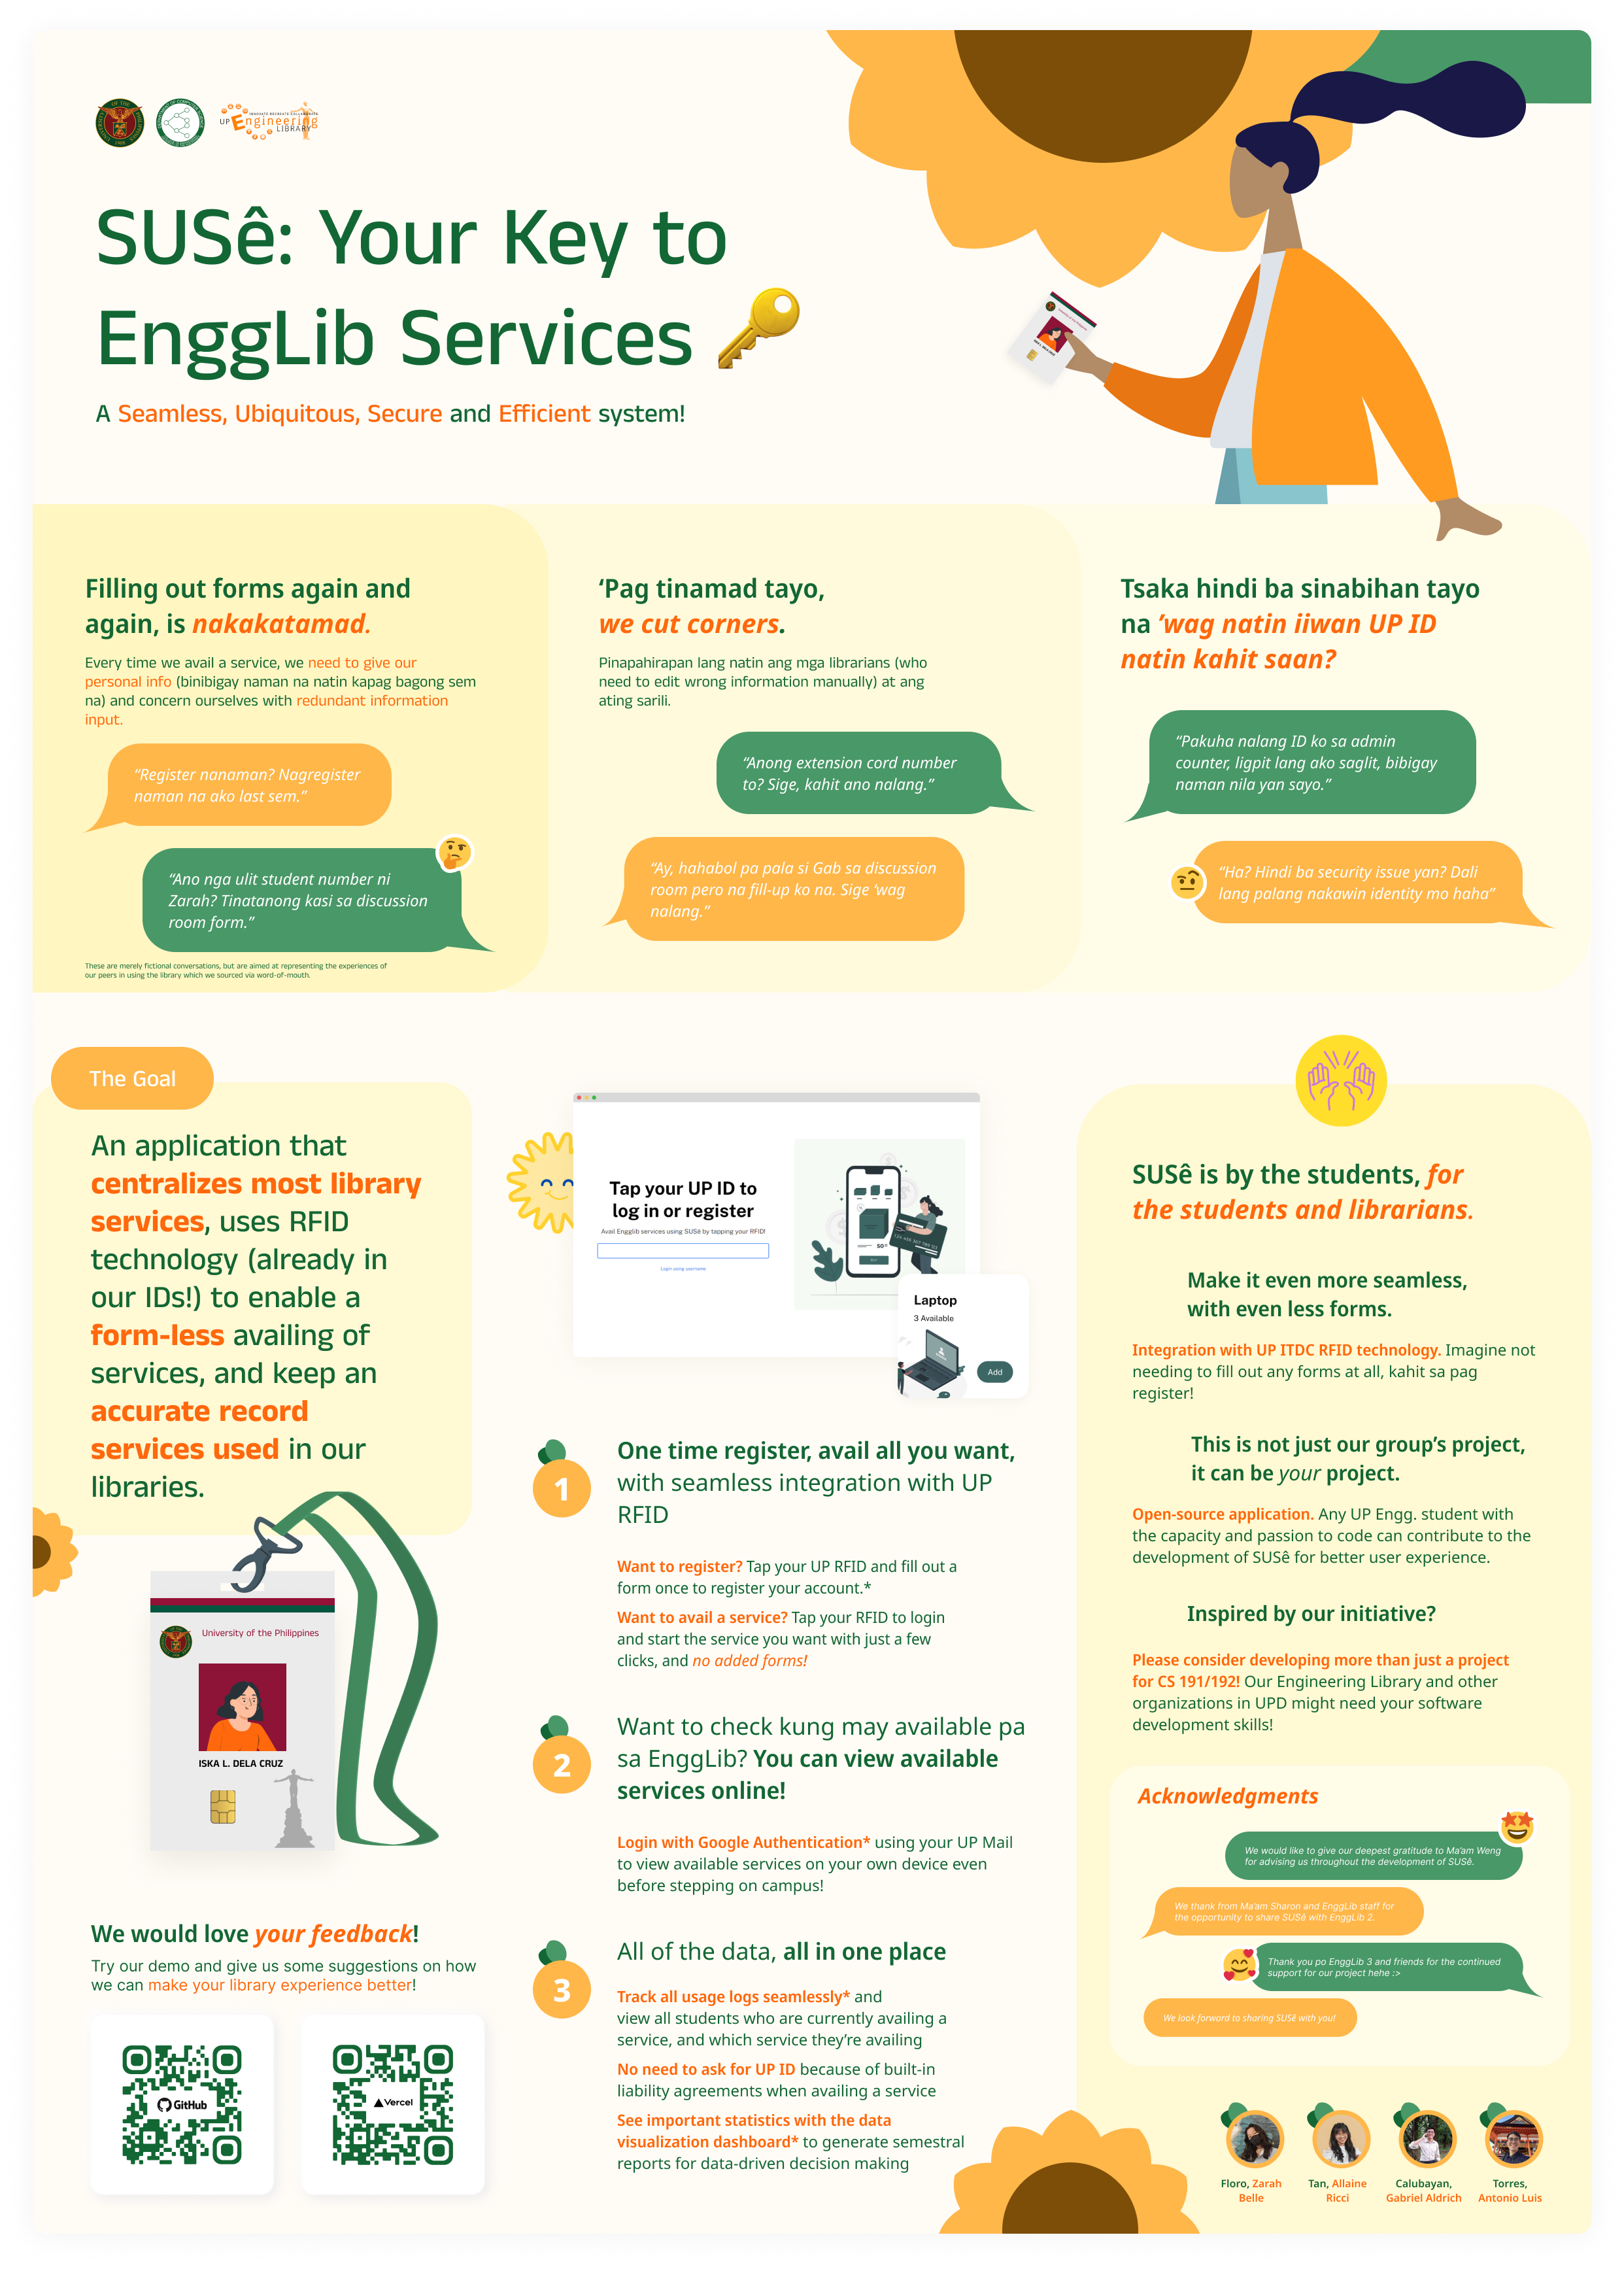 OF THE
1908
DEPARTMENT OF COMPUTER
INNOVATE RECREATE COLLABORATE
UP Engineering
LIBRARY
SUSê: Your Key to
EnggLib Services
A Seamless, Ubiquitous, Secure and Efficient system!
Filling out forms again and
again, is nakakatamad.
Every time we avail a service, we need to give our
personal info (binibigay naman na natin kapag bagong sem
na) and concern ourselves with redundant information
input.
“Register nanaman? Nagregister
naman na ako last sem.”
“Ano nga ulit student number ni
Zarah? Tinatanong kasi sa discussion
room form.”
These are merely fictional conversations, but are aimed at representing the experiences of
our peers in using the library which we sourced via word-of-mouth.
‘Pag tinamad tayo,
we cut corners.
Pinapahirapan lang natin ang mga librarians (who
need to edit wrong information manually) at ang
ating sarili.
“Anong extension cord number
to? Sige, kahit ano nalang.”
“Ay, hahabol pa pala si Gab sa discussion
room pero na fill-up ko na. Sige ‘wag
nalang.”
Tsaka hindi ba sinabihan tayo
na ’wag natin iiwan UP ID
natin kahit saan?
“Pakuha nalang ID ko sa admin
counter, ligpit lang ako saglit, bibigay
naman nila yan sayo.”
“Ha? Hindi ba security issue yan? Dali
lang palang nakawin identity mo haha”
The Goal
An application that
centralizes most library
services, uses RFID
technology (already in
our IDs!) to enable a
form-less availing of
services, and keep an
accurate record
services used in our
libraries.
University of the Philippines
ISKA L. DELA CRUZ
We would love your feedback!
Try our demo and give us some suggestions on how
we can make your library experience better!
GitHub
Vercel
Tap your UP ID to
log in or register
Avail Engglib services using SUSê by tapping your RFID!
Login using username
Laptop
3 Available
Add
1
One time register, avail all you want,
with seamless integration with UP
RFID
Want to register? Tap your UP RFID and fill out a
form once to register your account.*
Want to avail a service? Tap your RFID to login
and start the service you want with just a few
clicks, and no added forms!
2
Want to check kung may available pa
sa EnggLib? You can view available
services online!
Login with Google Authentication* using your UP Mail
to view available services on your own device even
before stepping on campus!
3
All of the data, all in one place
Track all usage logs seamlessly* and
view all students who are currently availing a
service, and which service they’re availing
No need to ask for UP ID because of built-in
liability agreements when availing a service
See important statistics with the data
visualization dashboard* to generate semestral
reports for data-driven decision making
SUSê is by the students, for
the students and librarians.
Make it even more seamless,
with even less forms.
Integration with UP ITDC RFID technology. Imagine not
needing to fill out any forms at all, kahit sa pag
register!
This is not just our group’s project,
it can be your project.
Open-source application. Any UP Engg. student with
the capacity and passion to code can contribute to the
development of SUSê for better user experience.
Inspired by our initiative?
Please consider developing more than just a project
for CS 191/192! Our Engineering Library and other
organizations in UPD might need your software
development skills!
Acknowledgments
We would like to give our deepest gratitude to Ma’am Weng
for advising us throughout the development of SUSê.
We thank from Ma’am Sharon and EnggLib staff for
the opportunity to share SUSê with EnggLib 2.
Thank you po EnggLib 3 and friends for the continued
support for our project hehe :>
We look forward to sharing SUSê with you!
Floro, Zarah
Belle
Tan, Allaine
Ricci
Calubayan,
Gabriel Aldrich
Torres,
Antonio Luis